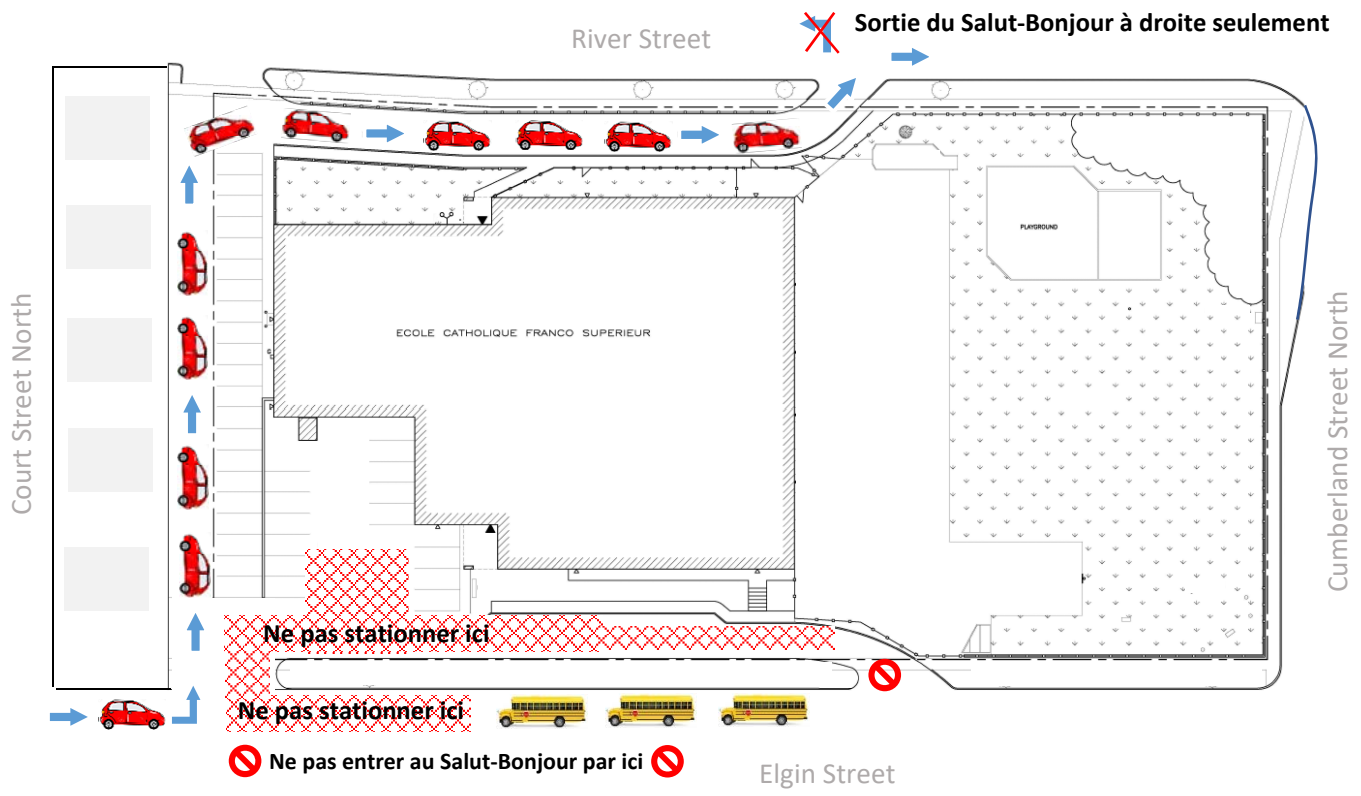 Sortie du Salut-Bonjour à droite seulement
River Street
PLAYGROUND
Court Street North
ECOLE CATHOLIQUE FRANCO SUPERIEUR
Cumberland Street North
Ne pas stationner ici
Ne pas stationner ici
Ne pas entrer au Salut-Bonjour par ici
Elgin Street